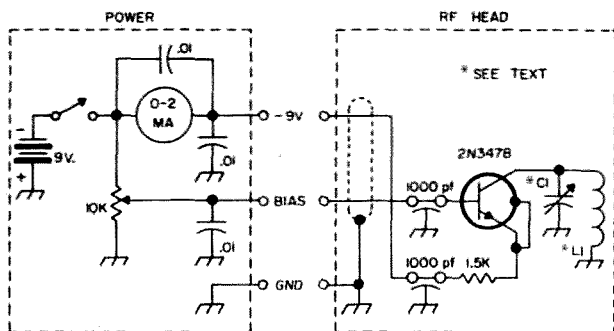 POWER
RF HEAD
.01
* SEE TEXT
0-2
MA
-9V
-
9V.
+
.01
2N3478
1000 pf
*C1
10K
BIAS
.01
1000 pf
1.5K
*L1
GND